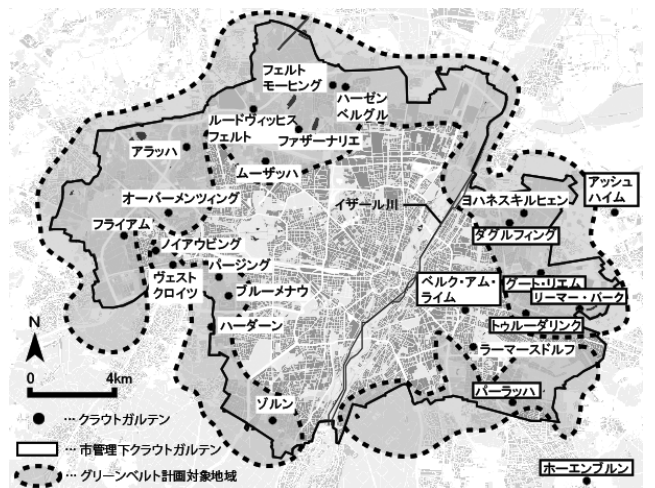 フェルト
モーヒング
ハーゼン
ベルグル
ルードヴィッヒス
フェルト
ファザーナリエ
アラッハ
ムーザッハ
アッシュ
ハイム
オーバーメンツィング
イザール川
ヨハネスキルヒェン
フライアム
ダグルフィング
ノイアウビング
ヴェスト
クロイツ
パージング
ベルク・アム・
ライム
グート・リエム
リーマー・パーク
ブルーメナウ
トゥルーダリング
ハーダーン
ラーマースドルフ
N
0 4km
パーラッハ
ゾルン
●…クラウトガルテン
…市管理下クラウトガルテン
…グリーンベルト計画対象地域
ホーエンブルン